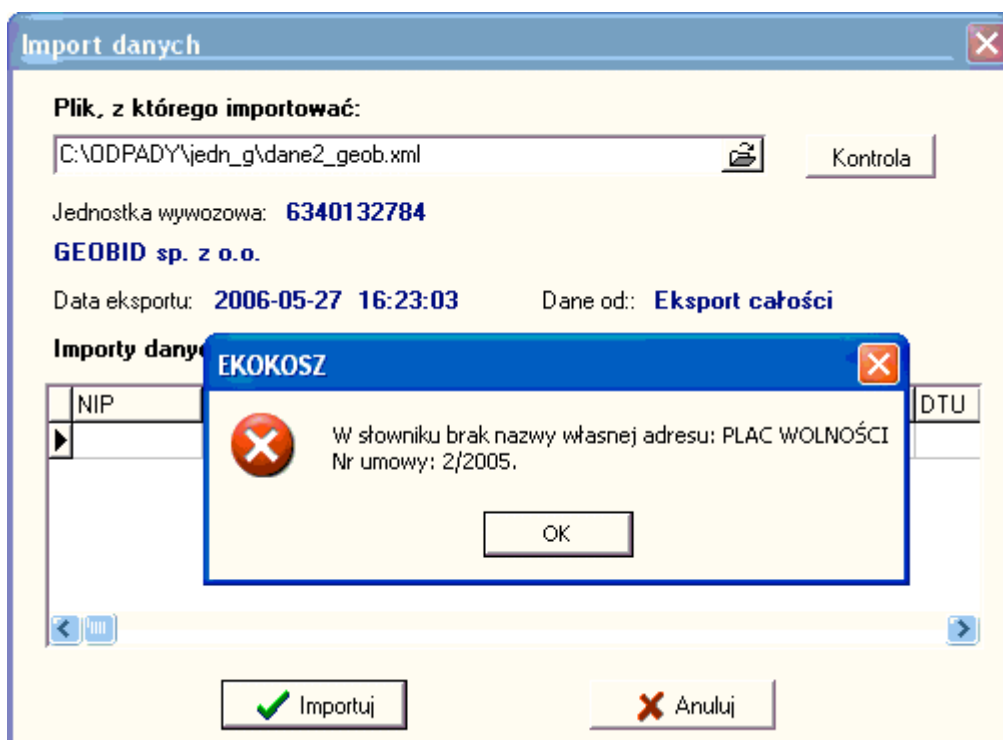 Import danych
Plik, z którego importować:
C:\ODPADY\jedn_g\dane2_geob.xml
Kontrola
Jednostka wywozowa: 6340132784
GEOBID sp. z o.o.
Data eksportu: 2006-05-27 16:23:03 Dane od:: Eksport całości
Importy
EKOKOSZ
NIP
DTU
W słowniku brak nazwy własnej adresu: PLAC WOLNOŚCI
Nr umowy: 2/2005.
OK
Importuj
Anuluj